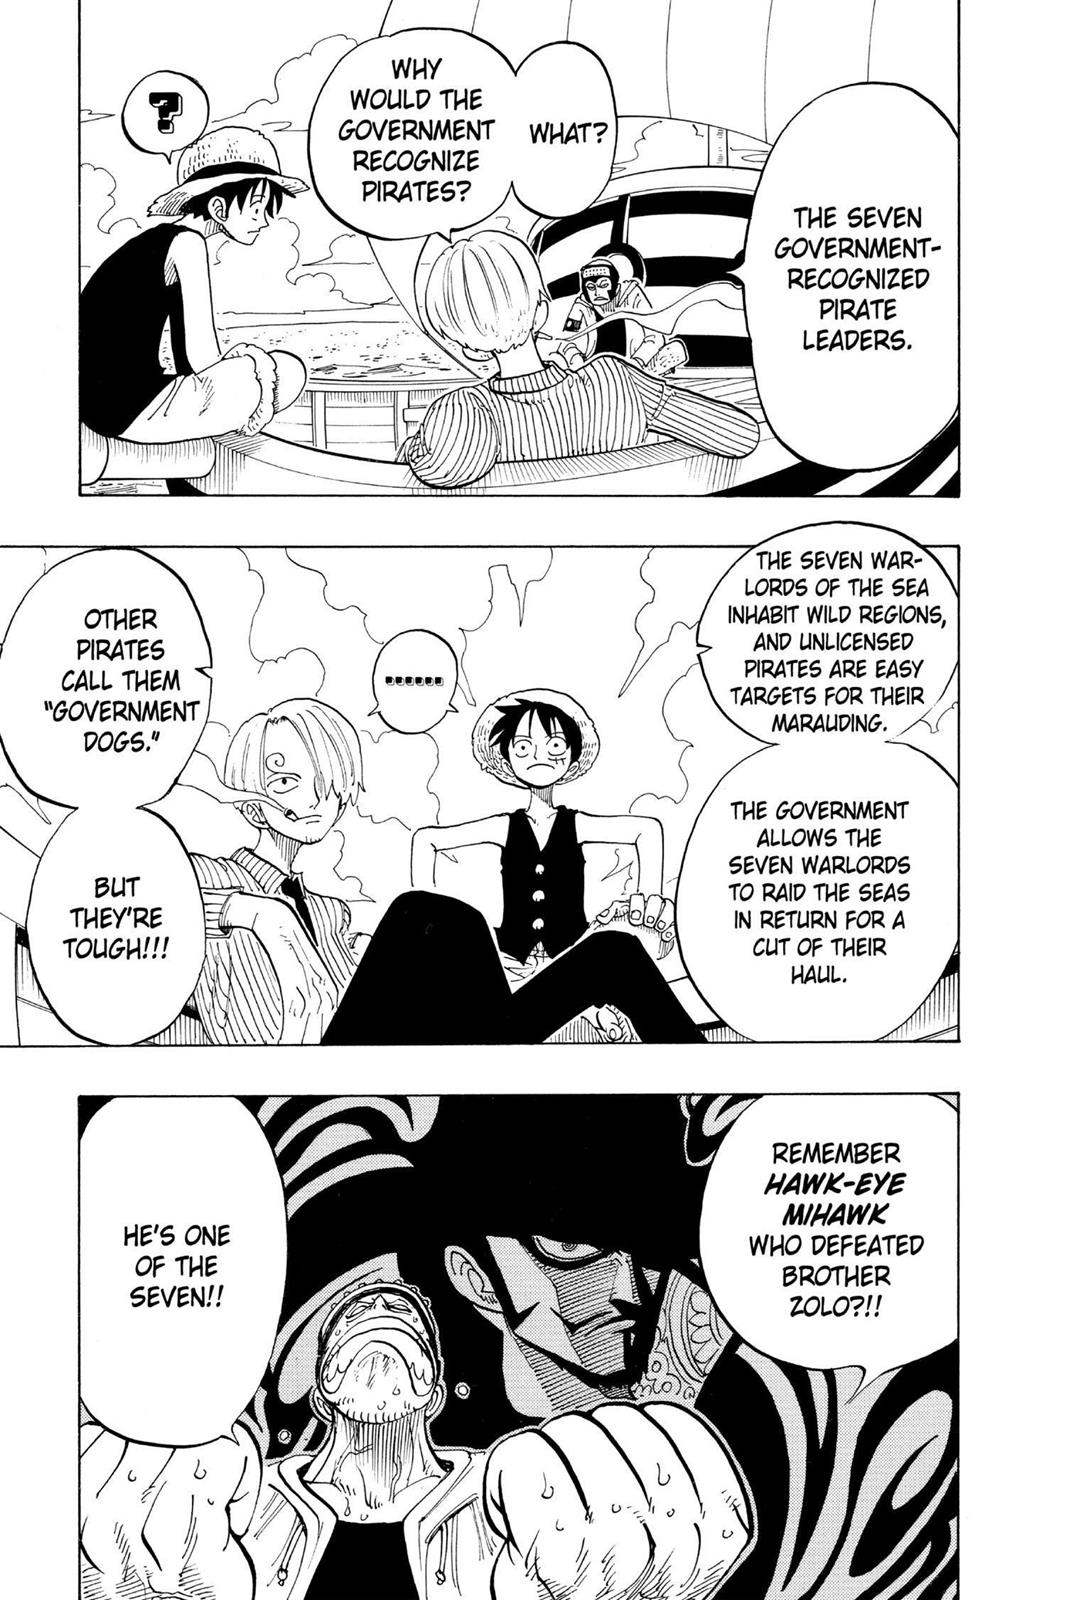 THE SEVEN
GOVERNMENT-
RECOGNIZED
PIRATE
LEADERS.
WHAT?
WHY
WOULD THE
GOVERNMENT
RECOGNIZE
PIRATES?
?
THE SEVEN WAR-
LORDS OF THE SEA
INHABIT WILD REGIONS,
AND UNLICENSED
PIRATES ARE EASY
TARGETS FOR THEIR
MARAUDING.
THE GOVERNMENT
ALLOWS THE
SEVEN WARLORDS
TO RAID THE SEAS
IN RETURN FOR A
CUT OF THEIR
HAUL.
......
OTHER
PIRATES
CALL THEM
"GOVERNMENT
DOGS."
BUT
THEY'RE
TOUGH!!!
REMEMBER
HAWK-EYE
MIHAWK
WHO DEFEATED
BROTHER
ZOLO?!!
HE'S ONE
OF THE
SEVEN!!